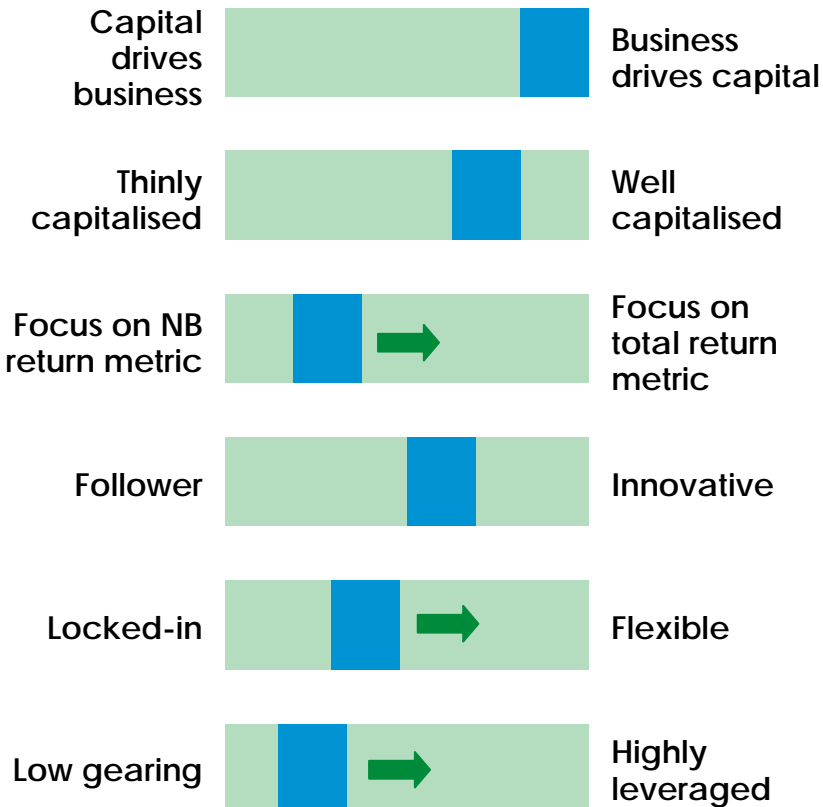 Capital
drives
business
Business
drives capital
Thinly
capitalised
Well
capitalised
Focus on NB
return metric
Focus on
total return
metric
Follower
Innovative
Locked-in
Flexible
Low gearing
Highly
leveraged